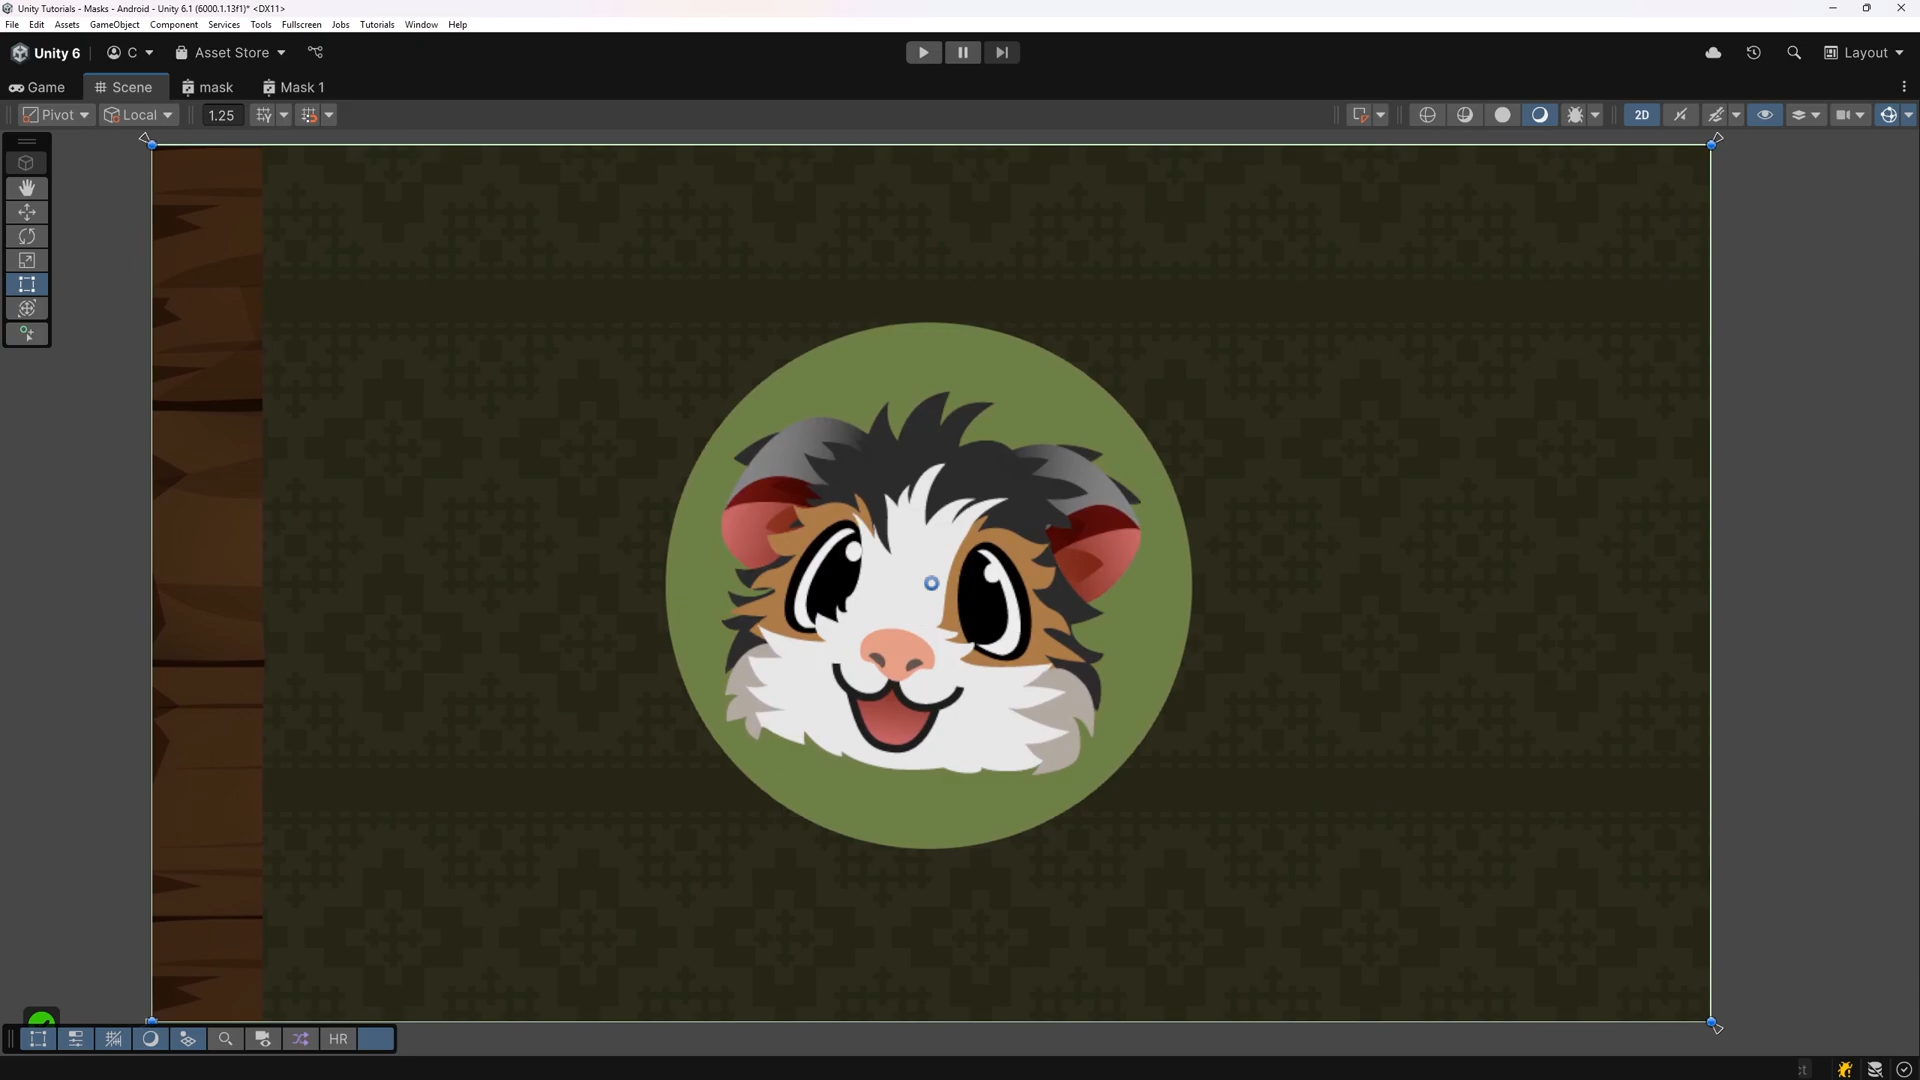 Unity Tutorials - Masks - Android - Unity 6.1 (6000.1.13f1)* <DX11>
File Edit Assets GameObject Component Services Tools Fullscreen Jobs Tutorials Window Help
Unity 6 C Asset Store Layout
Game Scene mask Mask 1
Pivot Local 1.25 2D
HR